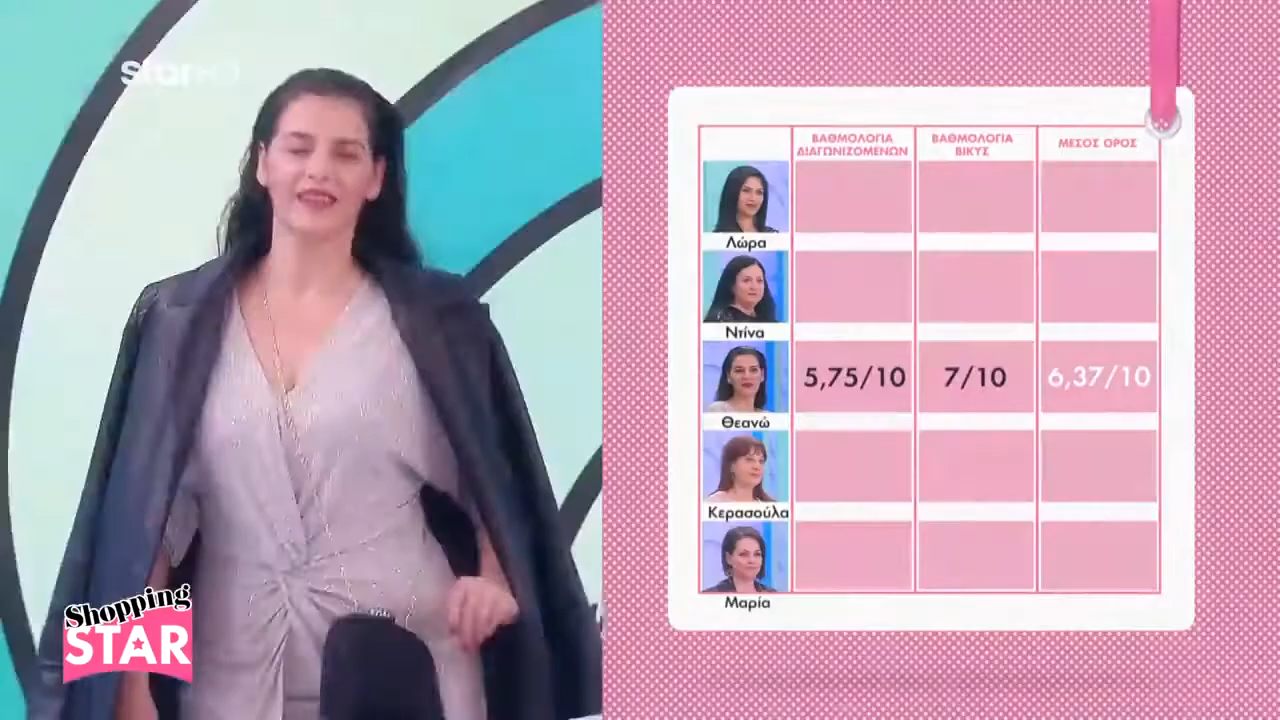 star HD
ΒΑΘΜΟΛΟΓΙΑ
ΔΙΑΓΩΝΙΖΟΜΕΝΩΝ
ΒΑΘΜΟΛΟΓΙΑ
ΒΙΚΥΣ
ΜΕΣΟΣ ΟΡΟΣ
Λώρα
Ντίνα
5,75/10 7/10 6,37/10
Θεανώ
Κερασούλα
Μαρία
Shopping
STAR